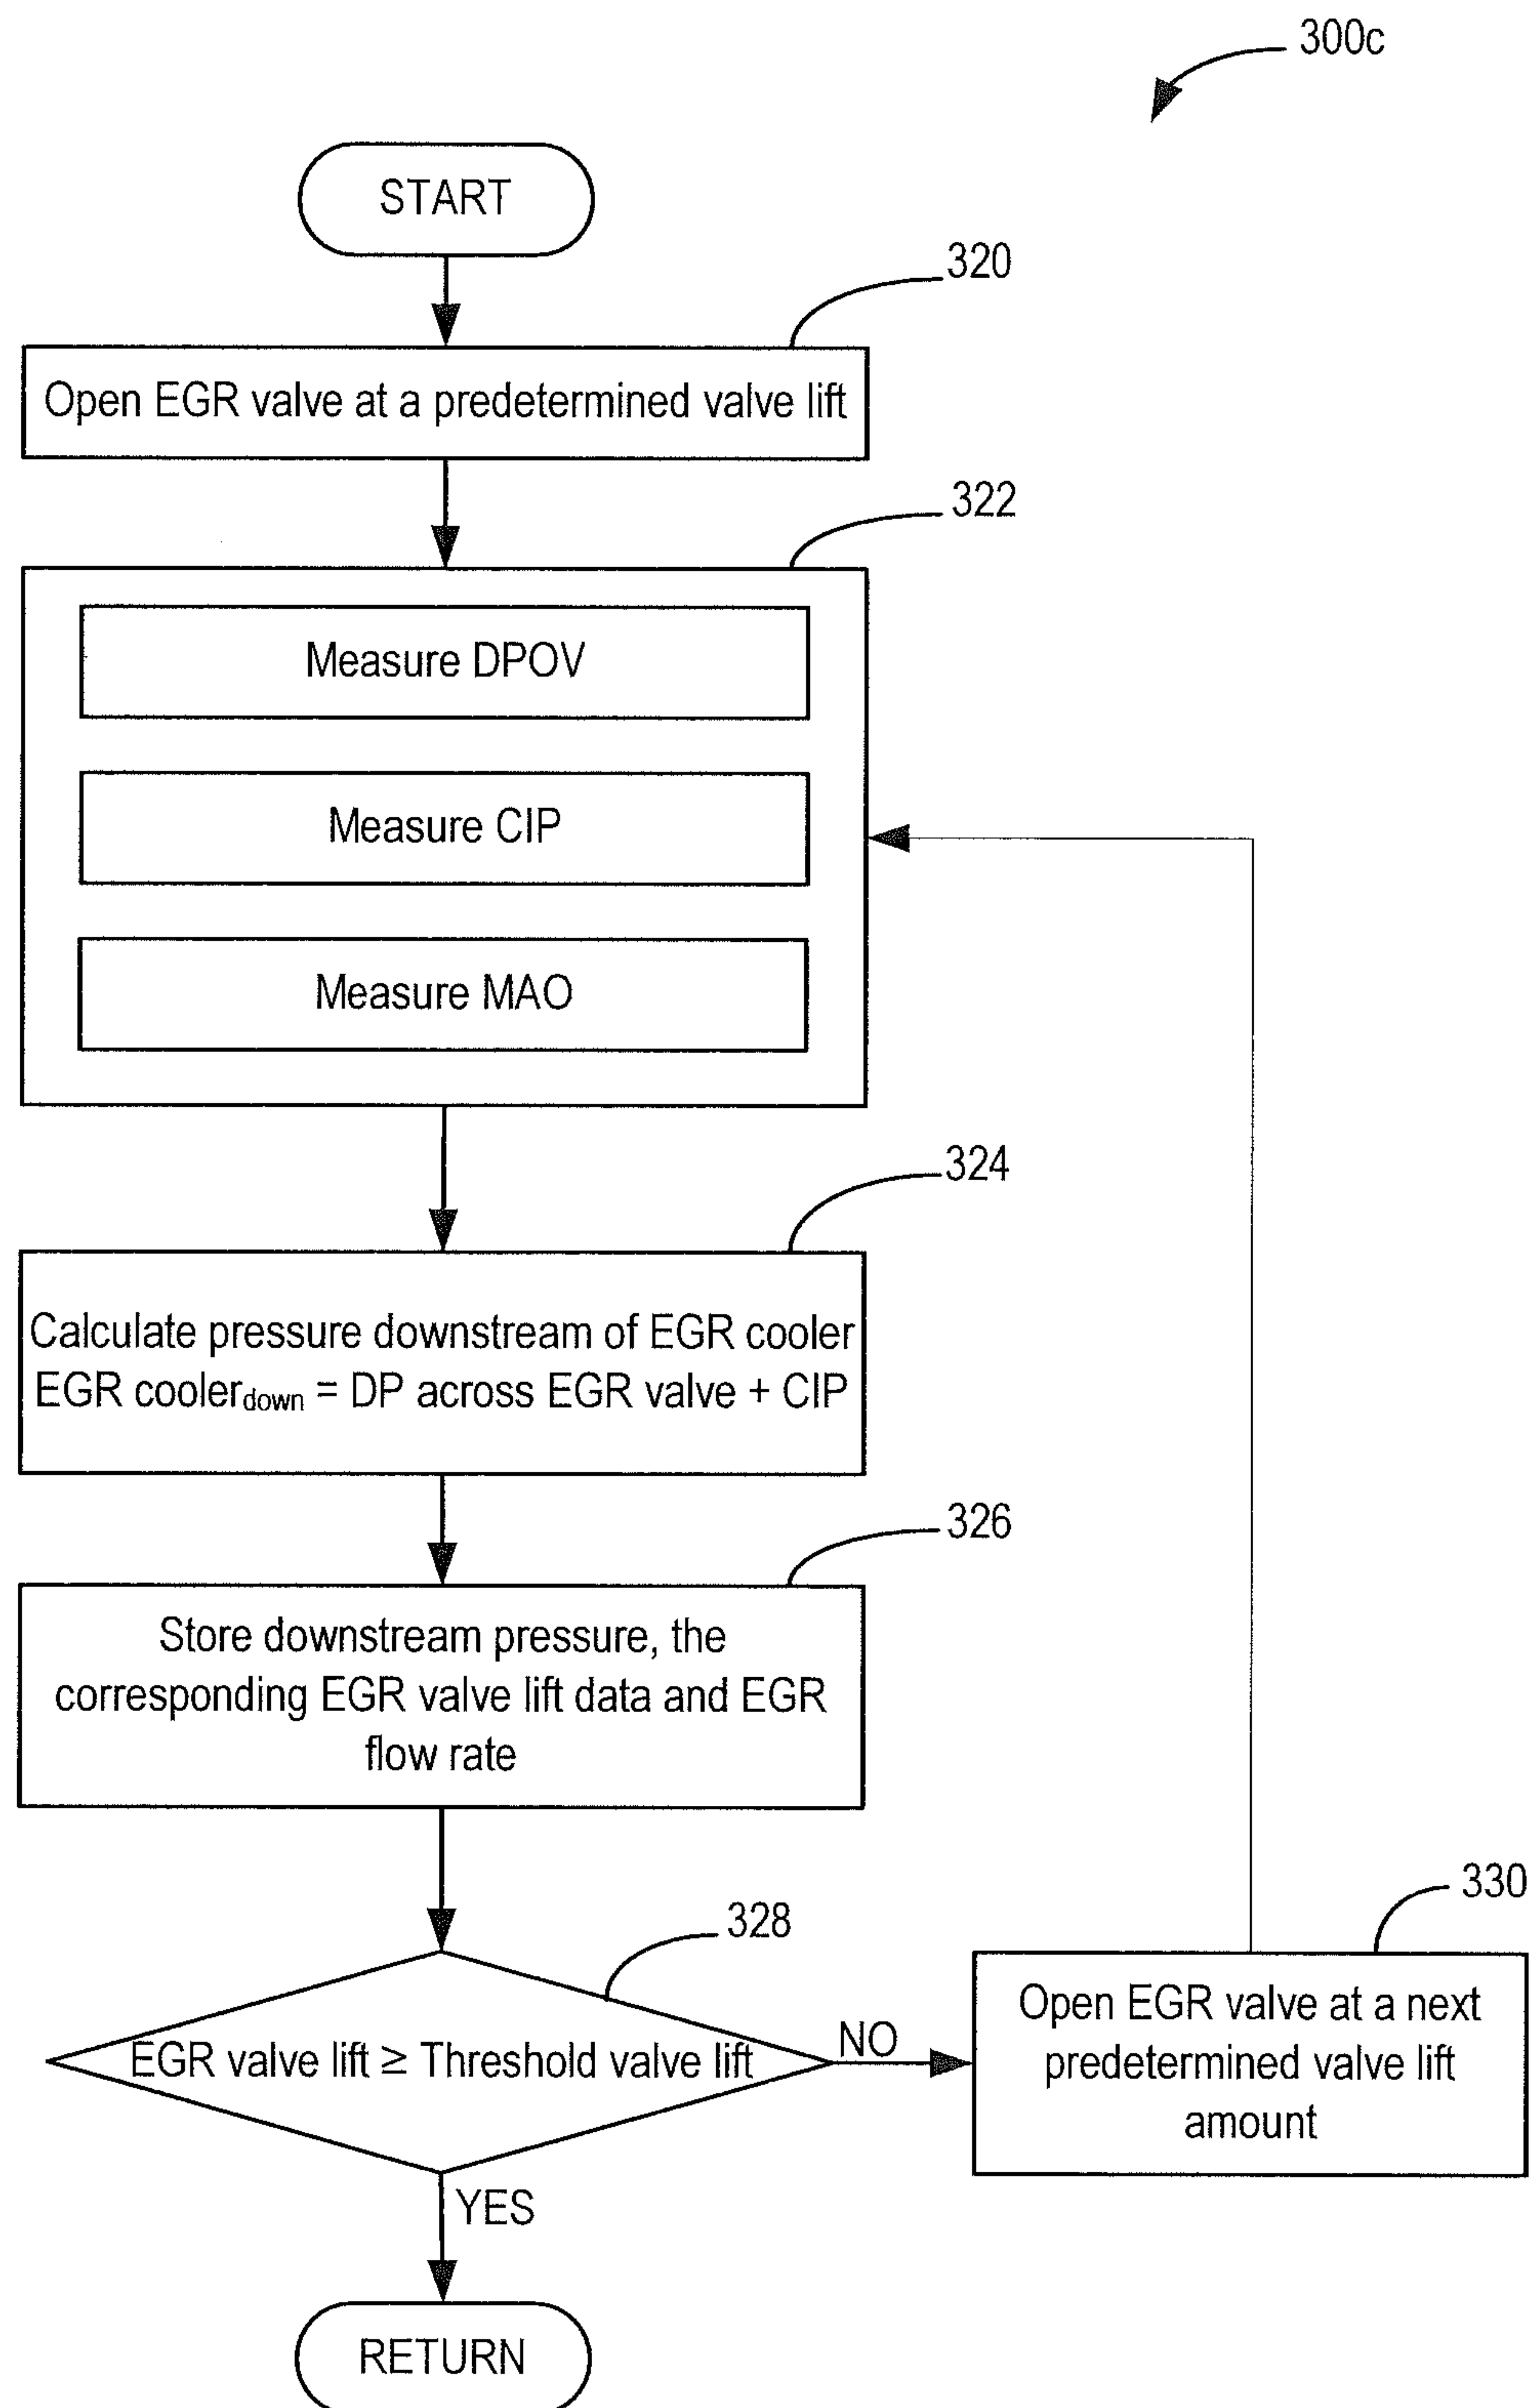 300c
START
320
Open EGR valve at a predetermined valve lift
322
Measure DPOV
Measure CIP
Measure MAO
324
Calculate pressure downstream of EGR cooler
EGR cooler_down = DP across EGR valve + CIP
326
Store downstream pressure, the
corresponding EGR valve lift data and EGR
flow rate
328
330
EGR valve lift ≥ Threshold valve lift
NO
Open EGR valve at a next
predetermined valve lift
amount
YES
RETURN